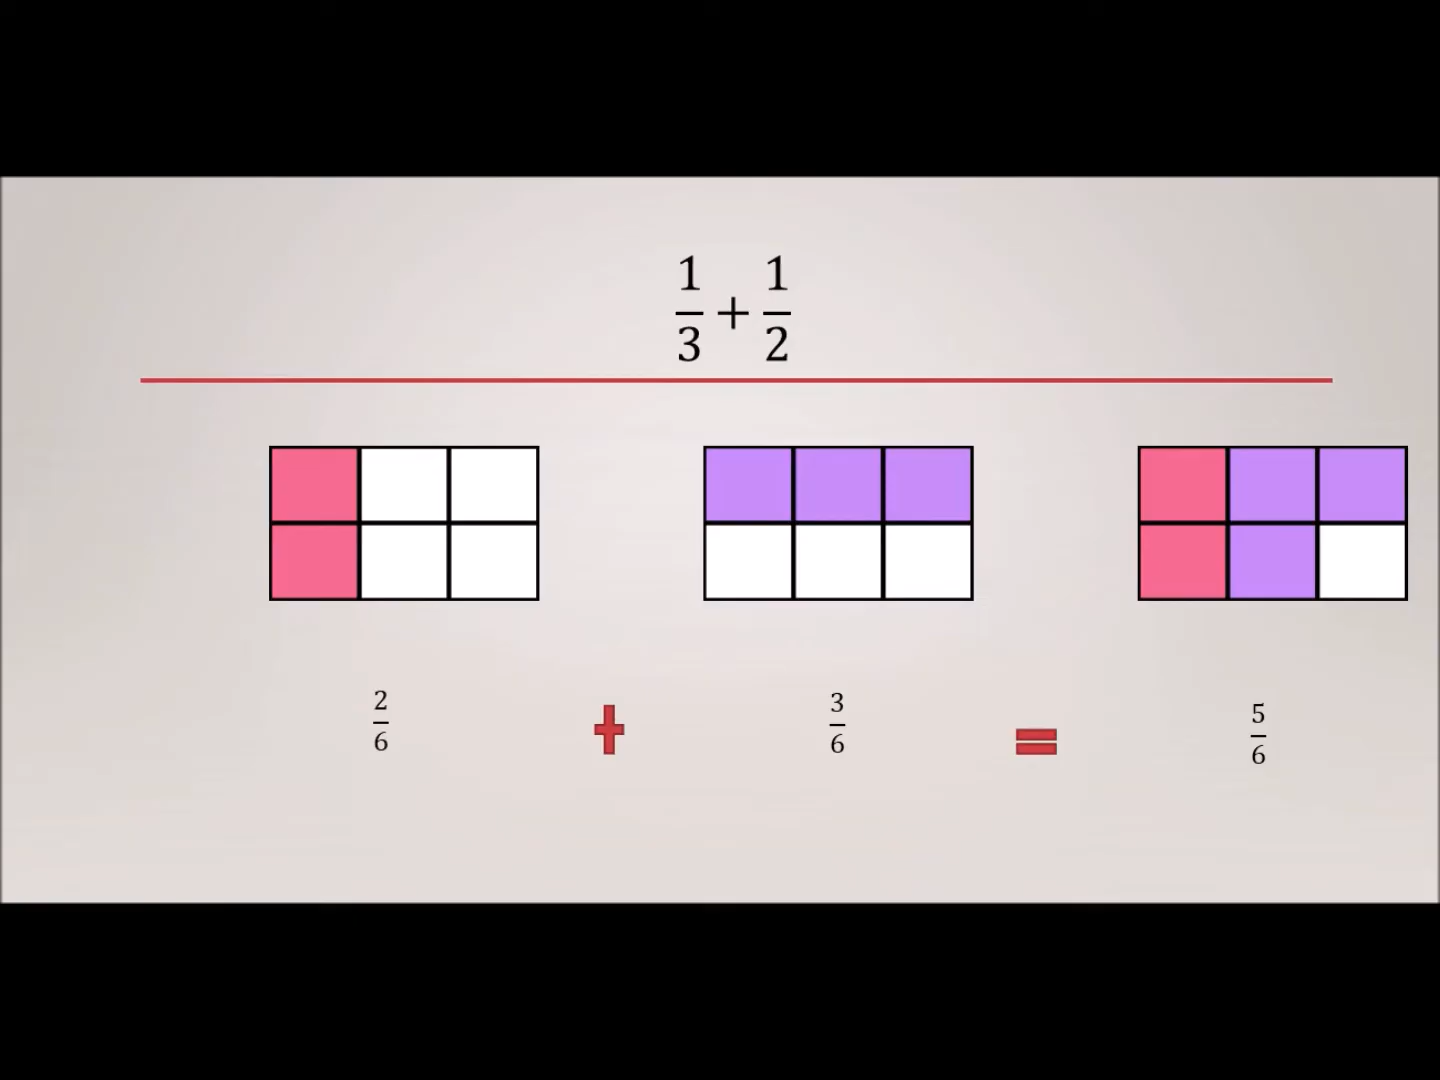 1/3 + 1/2
2/6 + 3/6 = 5/6